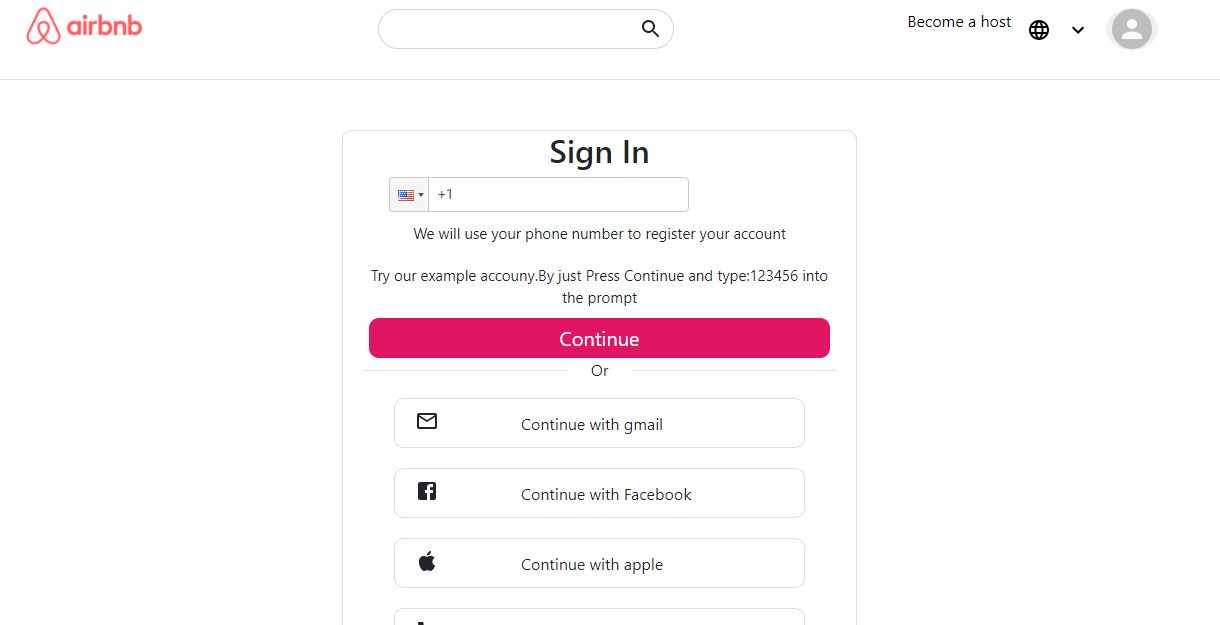 airbnb
Become a host
Sign In
+1
We will use your phone number to register your account
Try our example accouny.By just Press Continue and type:123456 into
the prompt
Continue
Or
Continue with gmail
Continue with Facebook
Continue with apple